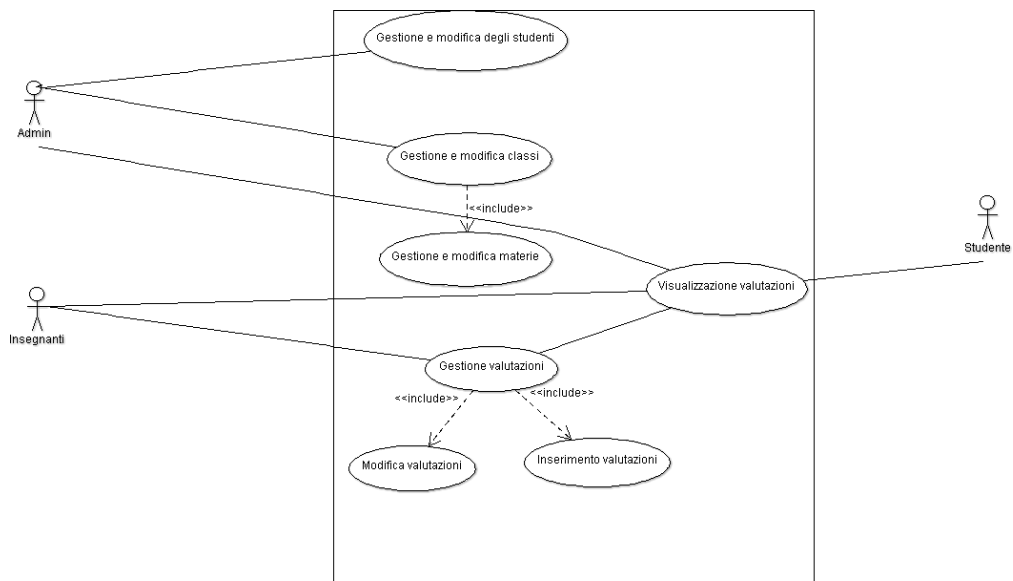 Gestione e modifica degli studenti
Admin
Gestione e modifica classi
<<include>>
Gestione e modifica materie
Studente
Visualizzazione valutazioni
Insegnanti
Gestione valutazioni
<<include>>
<<include>>
Modifica valutazioni
Inserimento valutazioni